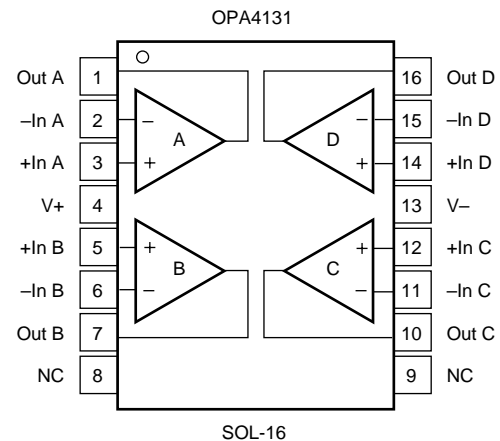 OPA4131
Out A 1 16 Out D
–In A 2 – – 15 –In D
A D
+In A 3 + + 14 +In D
V+ 4 13 V–
+In B 5 + + 12 +In C
B C
–In B 6 – – 11 –In C
Out B 7 10 Out C
NC 8 9 NC
SOL-16